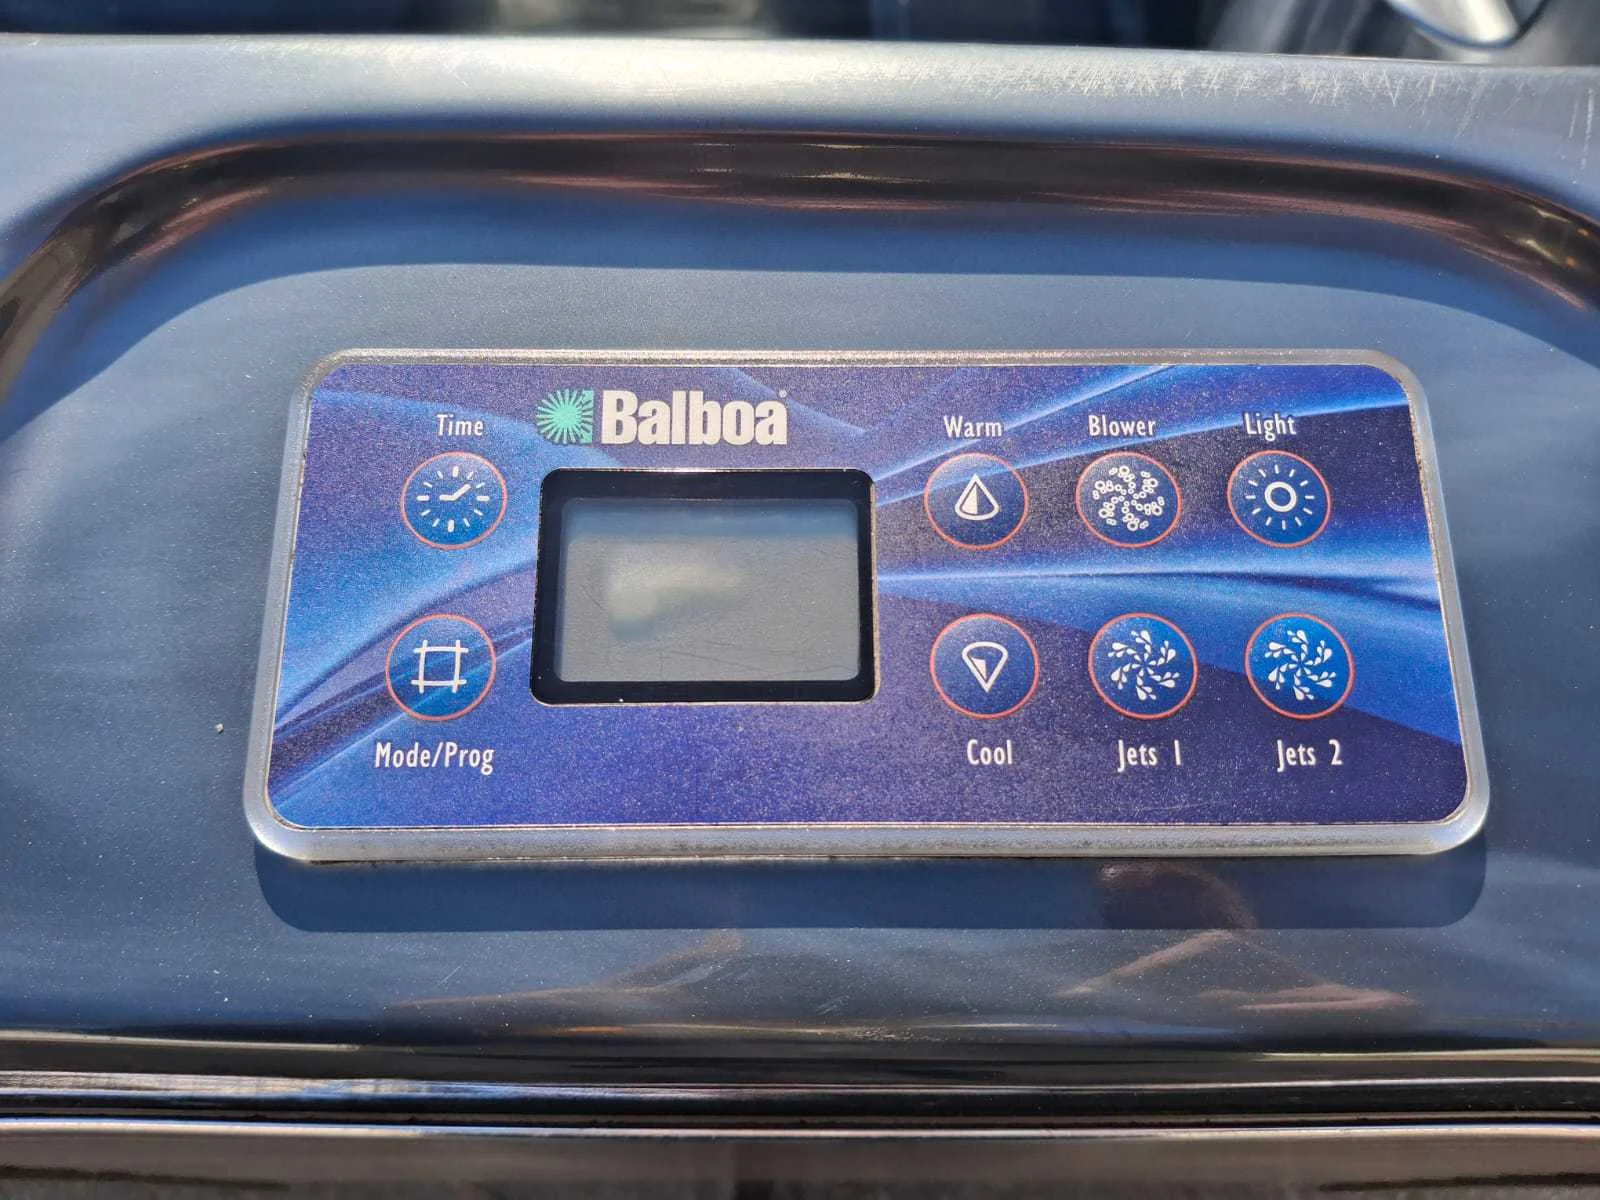 Balboa
Time
Warm
Blower
Light
Mode/Prog
Cool
Jets 1
Jets 2